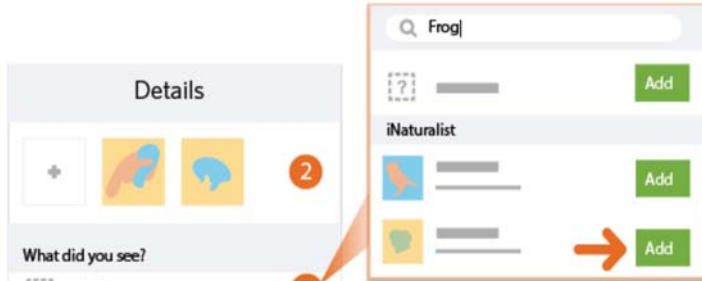 Details
2
What did you see?
Frog
?
Add
iNaturalist
Add
Add